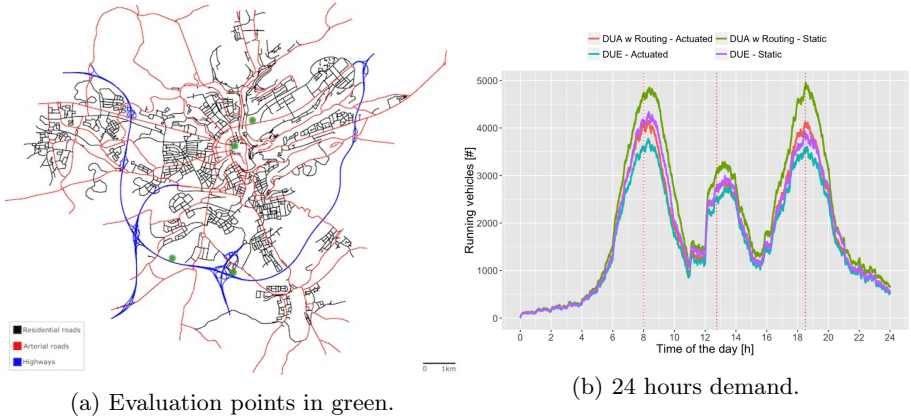 Residential roads
Arterial roads
Highways
0 1km
(a) Evaluation points in green.
DUA w Routing - Actuated DUA w Routing - Static
DUE - Actuated DUE - Static
Running vehicles [#]
5000
4000
3000
2000
1000
0
0 2 4 6 8 10 12 14 16 18 20 22 24
Time of the day [h]
(b) 24 hours demand.